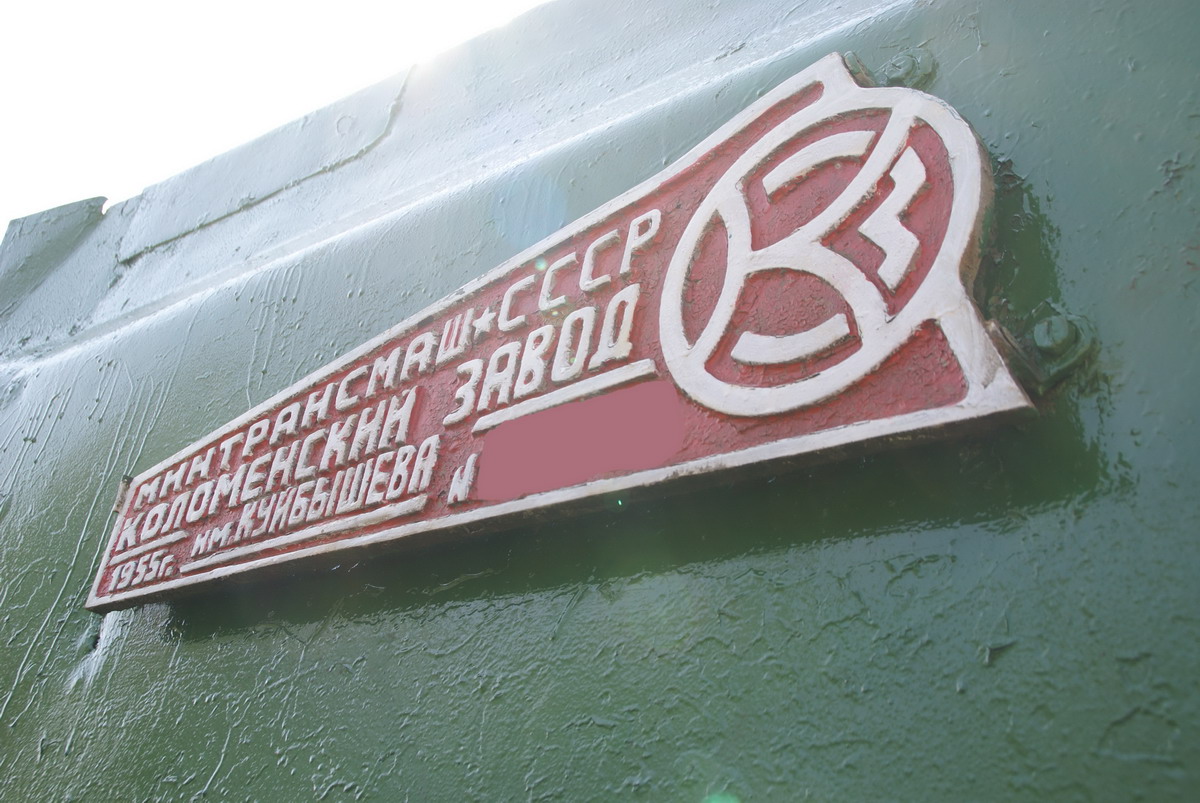 МИНТРАНСМАШ★СССР
КОЛОМЕНСКИЙ ЗАВОД
им. КУЙБЫШЕВА N
1955г.